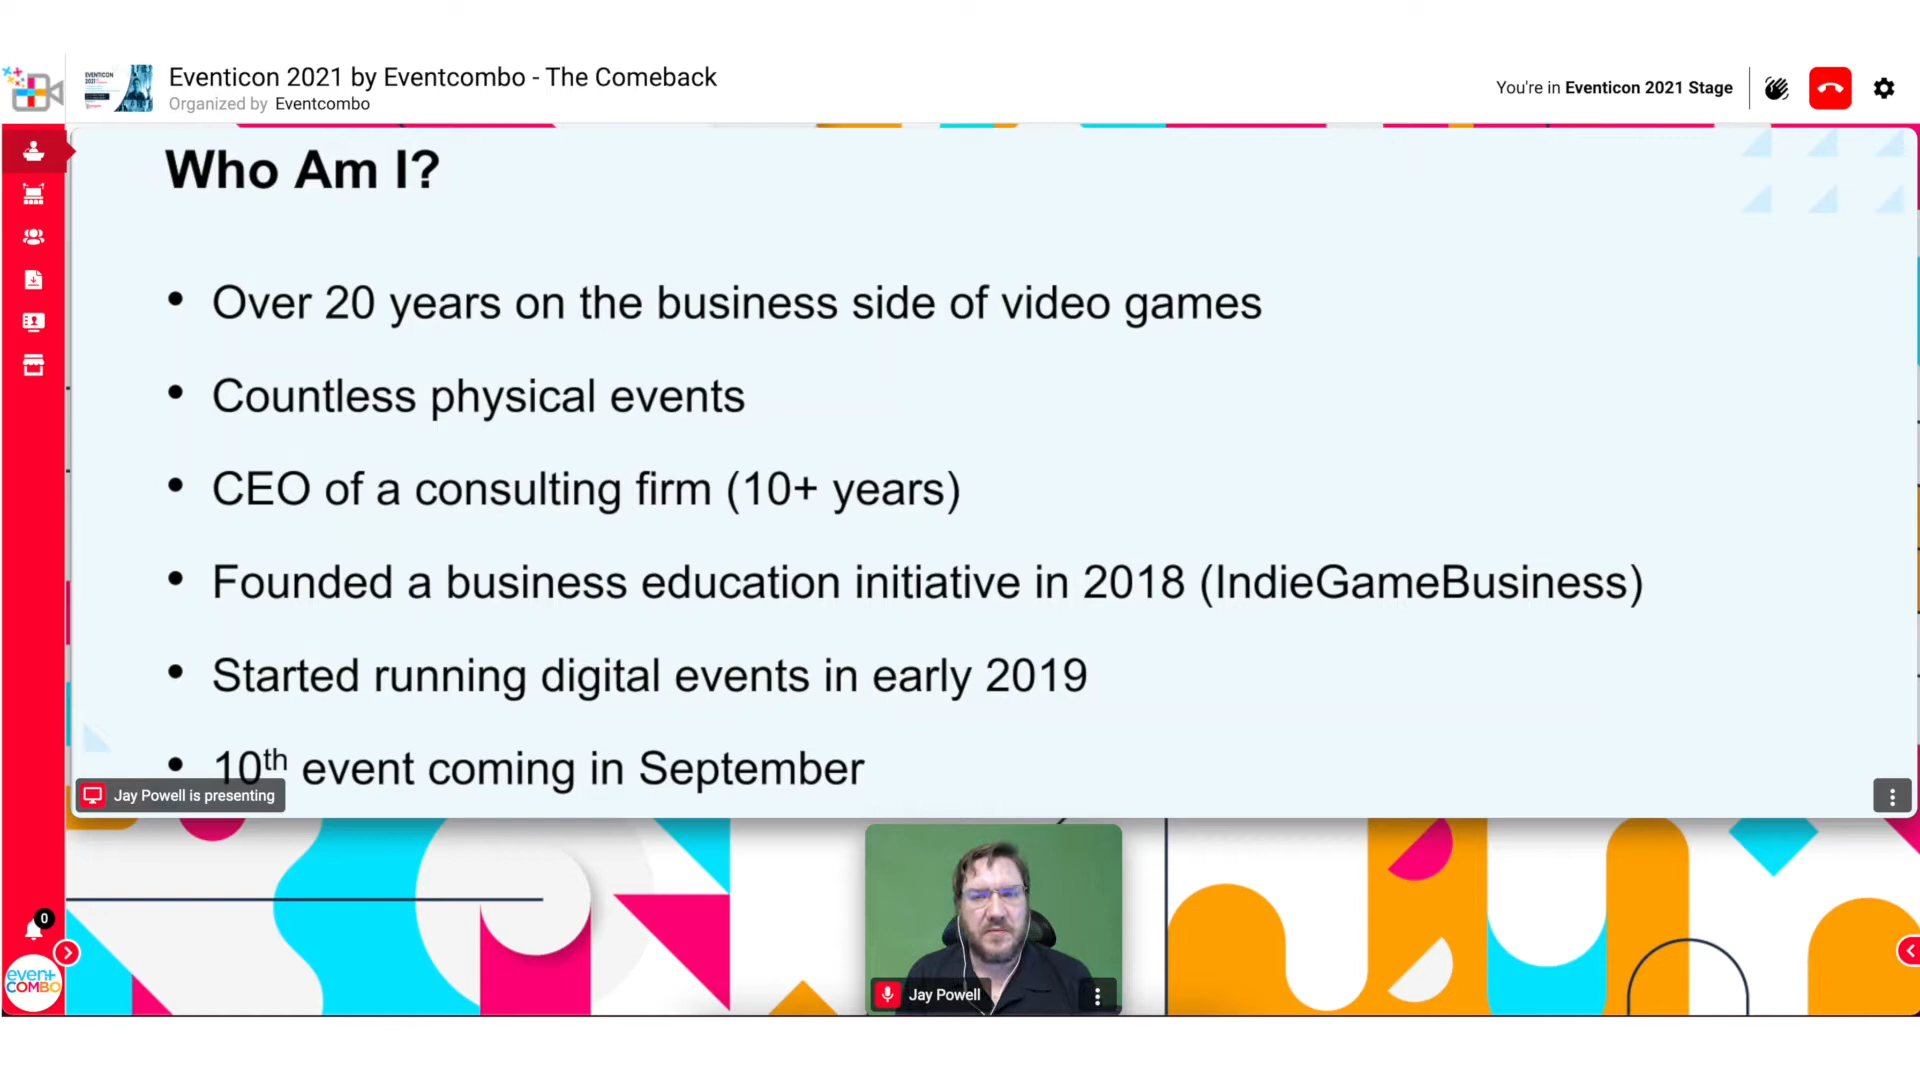 Eventicon 2021 by Eventcombo - The Comeback
Organized by Eventcombo
You're in Eventicon 2021 Stage
EVENTICON
2021
Who Am I?
• Over 20 years on the business side of video games
• Countless physical events
• CEO of a consulting firm (10+ years)
• Founded a business education initiative in 2018 (IndieGameBusiness)
• Started running digital events in early 2019
• 10th event coming in September
Jay Powell is presenting
0
event
COMBO
Jay Powell